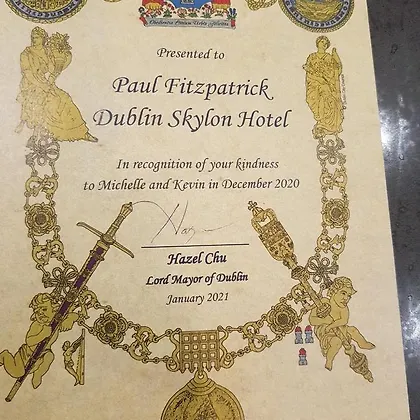 Presented to
Paul Fitzpatrick
Dublin Skylon Hotel
In recognition of your kindness
to Michelle and Kevin in December 2020
Hazel Chu
Lord Mayor of Dublin
January 2021